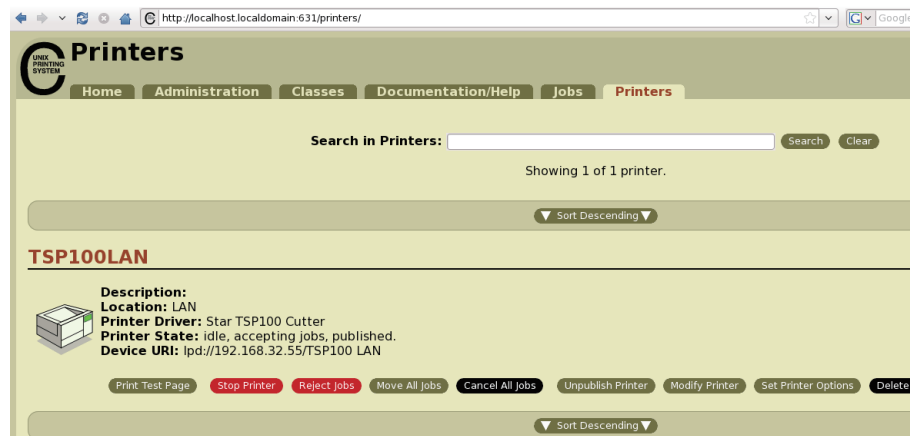 http://localhost.localdomain:631/printers/
Google
UNIX
PRINTING
SYSTEM
Printers
Home Administration Classes Documentation/Help Jobs Printers
Search in Printers: Search Clear
Showing 1 of 1 printer.
▼ Sort Descending ▼
TSP100LAN
Description:
Location: LAN
Printer Driver: Star TSP100 Cutter
Printer State: idle, accepting jobs, published.
Device URI: lpd://192.168.32.55/TSP100 LAN
Print Test Page Stop Printer Reject Jobs Move All Jobs Cancel All Jobs Unpublish Printer Modify Printer Set Printer Options Delete
▼ Sort Descending ▼